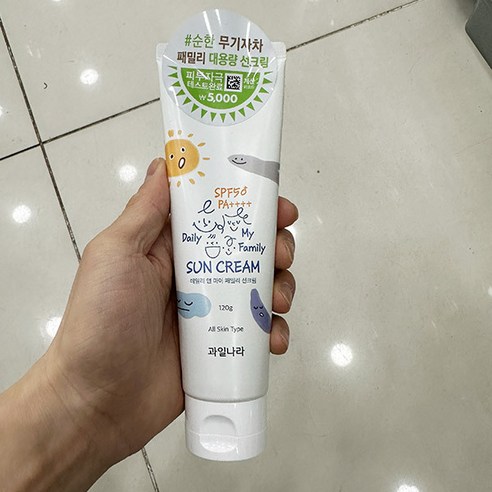 #순한 무기자차
패밀리 대용량 선크림
피부자극
테스트완료
₩5,000
SPF50
PA++++
Daily My
Family
SUN CREAM
데일리 앤 마이 패밀리 선크림
120g
All Skin Type
과일나라